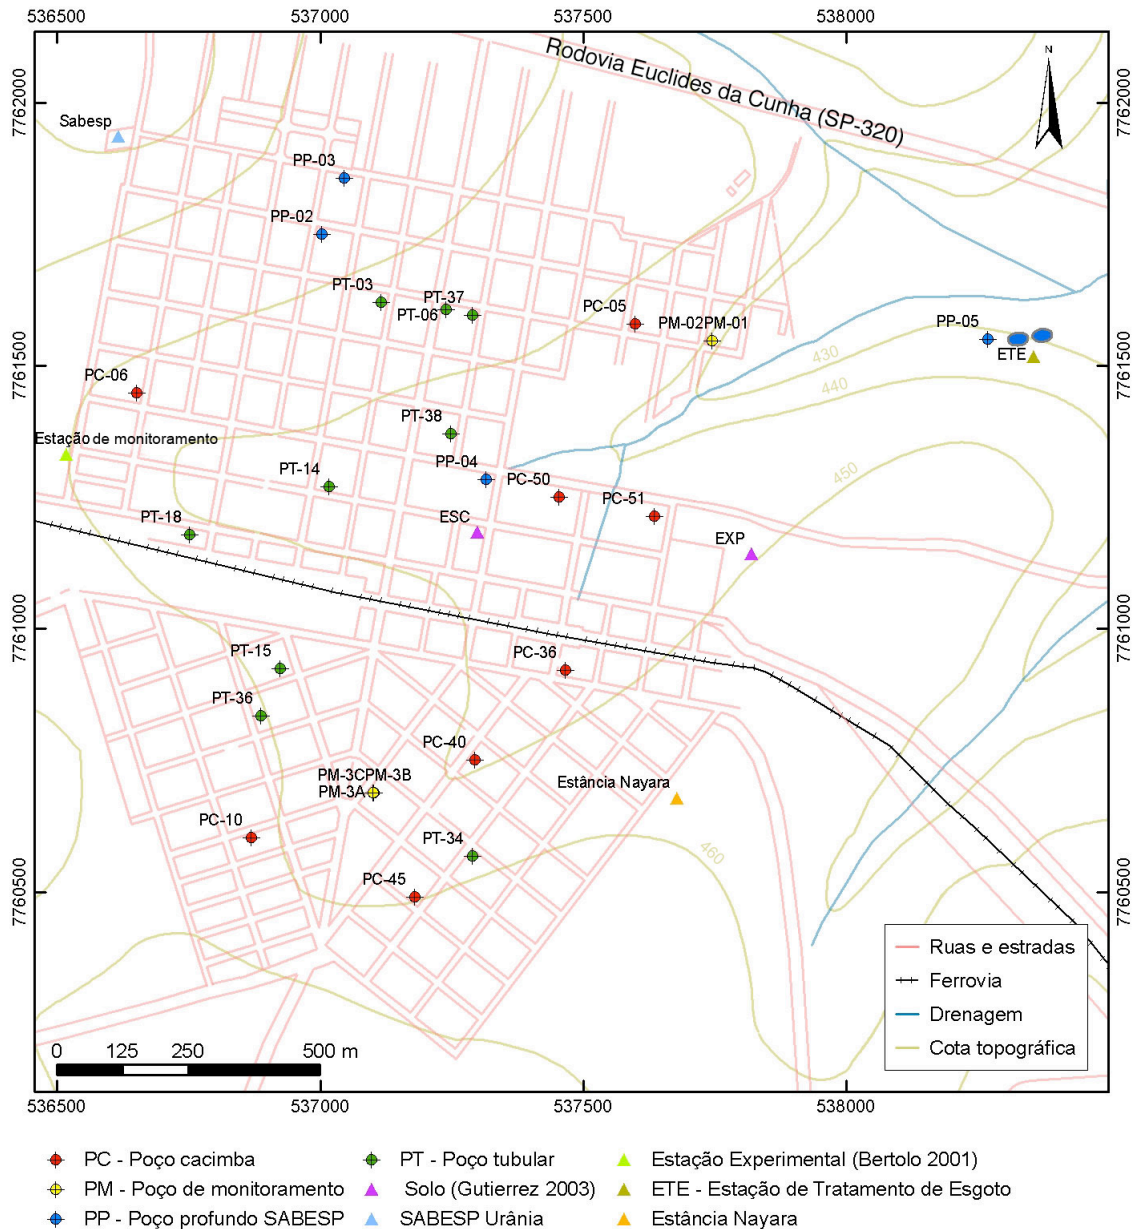 536500 537000 537500 538000
Rodovia Euclides da Cunha (SP-320)
N
7762000 7762000
Sabesp
PP-03
PP-02
PT-03
PT-37
PT-06
PC-05
PM-02PM-01
PP-05
ETE
430
440
7761500 7761500
PC-06
PT-38
Estação de monitoramento
PP-04
PT-14
PC-50
PC-51
450
PT-18
ESC
EXP
7761000 7761000
PT-15
PC-36
PT-36
PC-40
PM-3CPM-3B
PM-3A
Estância Nayara
PC-10
PT-34
460
PC-45
7760500 7760500
Ruas e estradas
Ferrovia
Drenagem
Cota topográfica
0 125 250 500 m
536500 537000 537500 538000
PC - Poço cacimba
PM - Poço de monitoramento
PP - Poço profundo SABESP
PT - Poço tubular
Solo (Gutierrez 2003)
SABESP Urânia
Estação Experimental (Bertolo 2001)
ETE - Estação de Tratamento de Esgoto
Estância Nayara